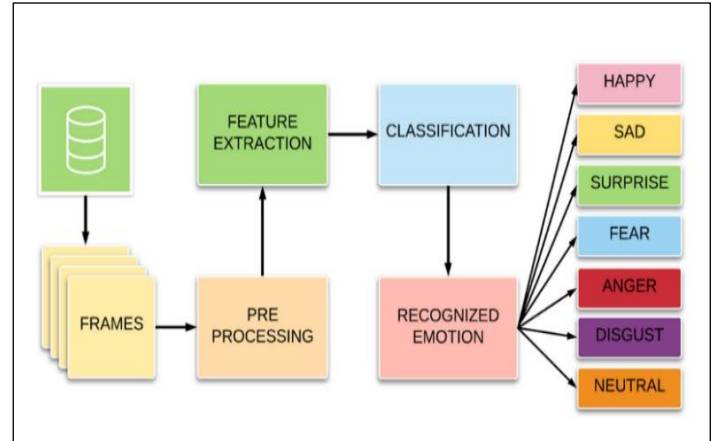 FRAMES
PRE
PROCESSING
FEATURE
EXTRACTION
CLASSIFICATION
RECOGNIZED
EMOTION
HAPPY
SAD
SURPRISE
FEAR
ANGER
DISGUST
NEUTRAL